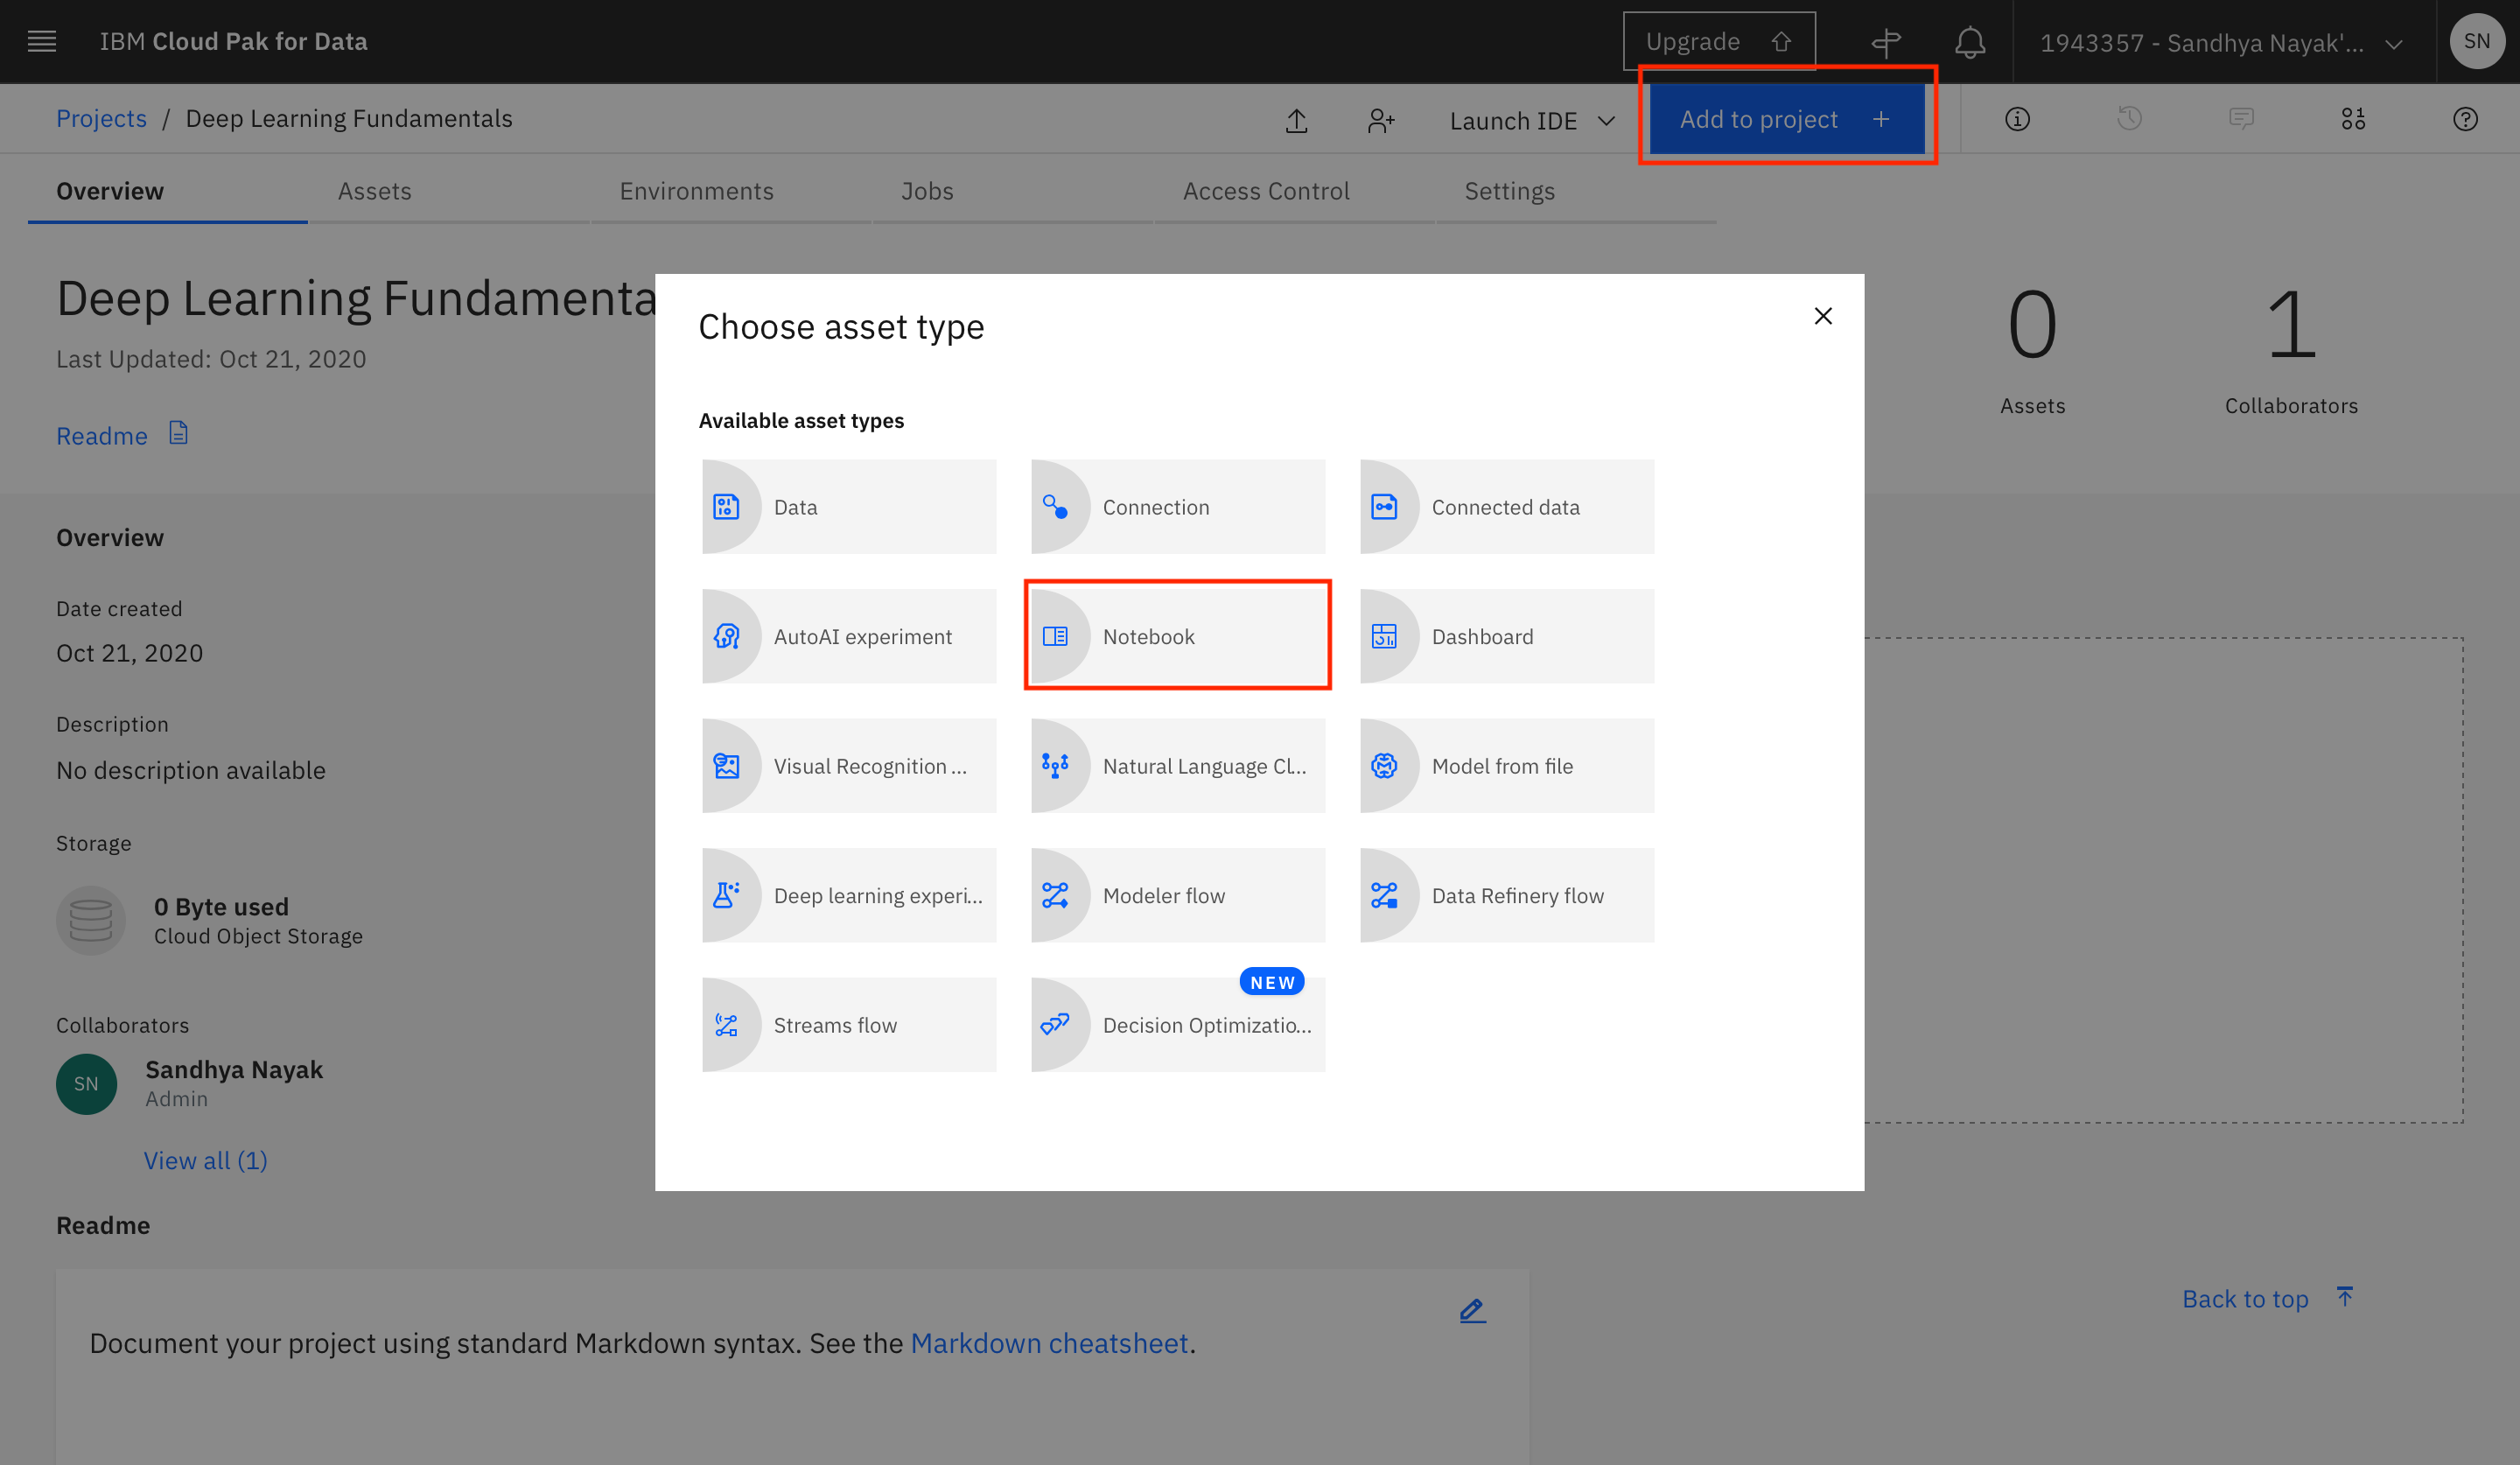 IBM Cloud Pak for Data
Upgrade
1943357 - Sandhya Nayak'...
SN
Projects / Deep Learning Fundamentals
Launch IDE
Add to project +
Overview
Assets
Environments
Jobs
Access Control
Settings
Deep Learning Fundamenta
Last Updated: Oct 21, 2020
Readme
0
Assets
1
Collaborators
Overview
Date created
Oct 21, 2020
Description
No description available
Storage
0 Byte used
Cloud Object Storage
Collaborators
SN
Sandhya Nayak
Admin
View all (1)
Readme
Document your project using standard Markdown syntax. See the Markdown cheatsheet.
Back to top
Choose asset type
Available asset types
Data
Connection
Connected data
AutoAI experiment
Notebook
Dashboard
Visual Recognition ...
Natural Language Cl...
Model from file
Deep learning experi...
Modeler flow
Data Refinery flow
Streams flow
NEW
Decision Optimizatio...